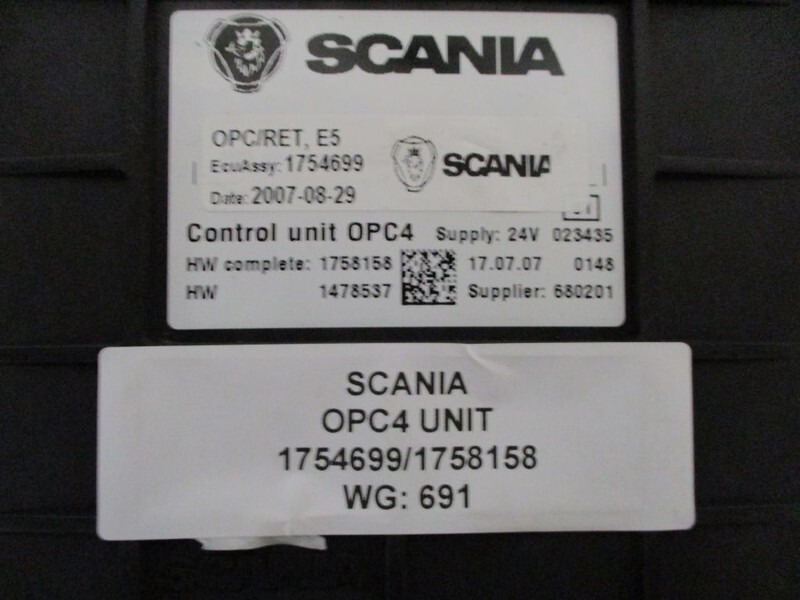 SCANIA
OPC/RET, E5
EcuAssy: 1754699
SCANIA
Date: 2007-08-29
Control unit OPC4 Supply: 24V 023435
HW complete: 1758158 17.07.07 0148
HW 1478537 Supplier: 680201
SCANIA
OPC4 UNIT
1754699/1758158
WG: 691